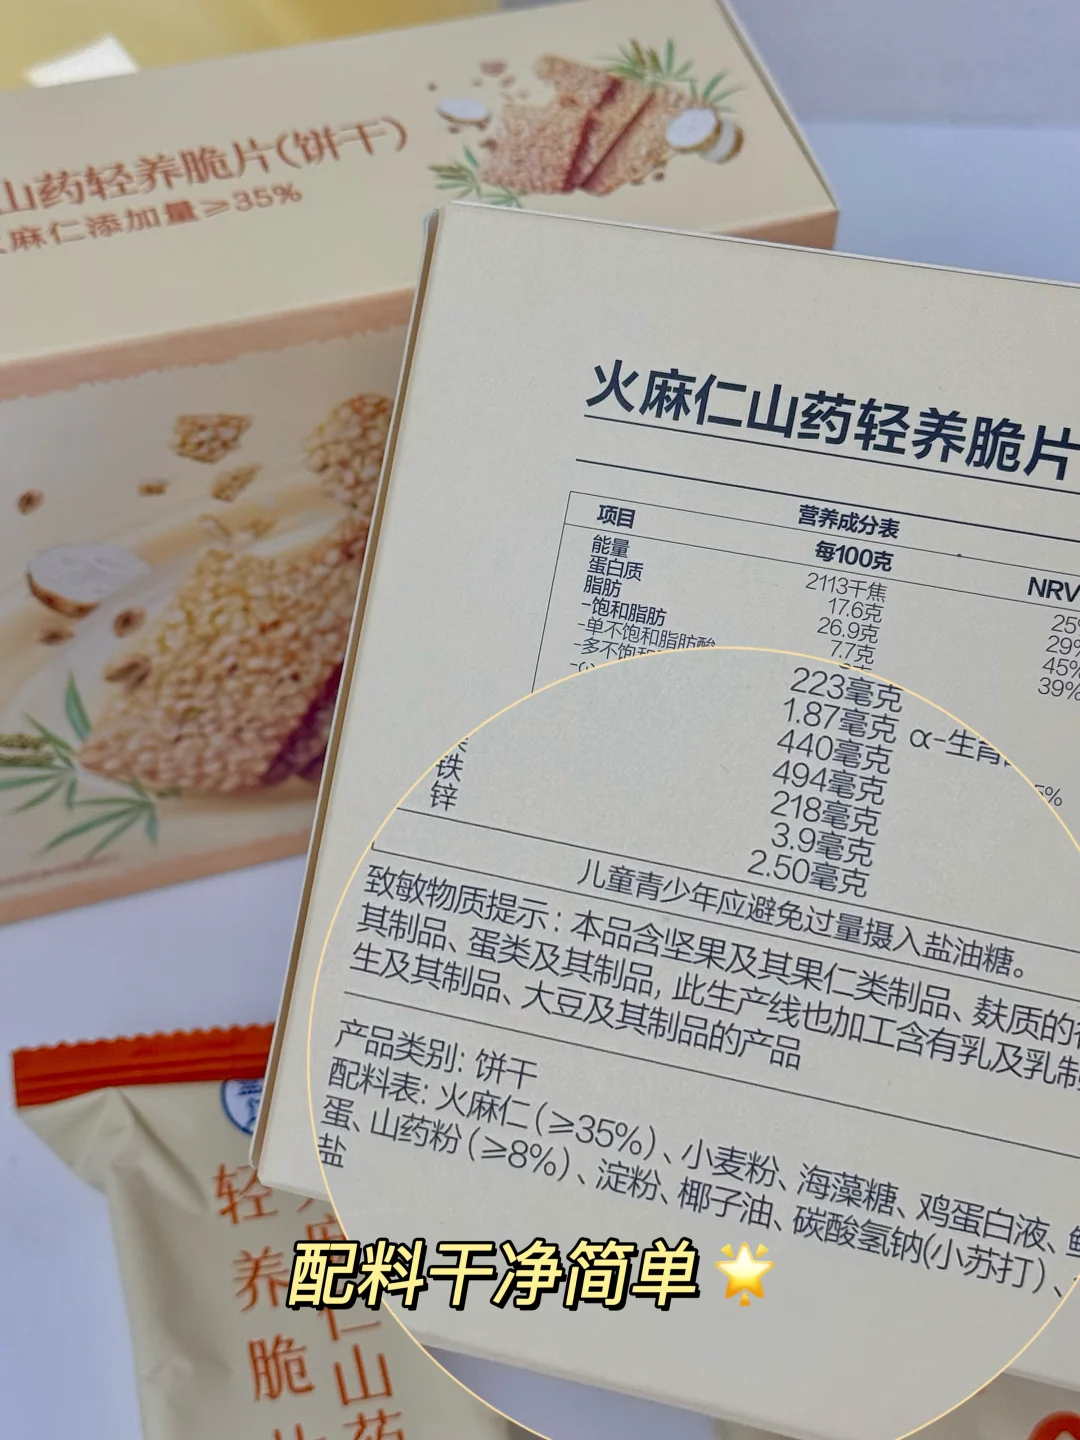 山药轻养脆片(饼干)
麻仁添加量≥35%
火麻仁山药轻养脆片
营养成分表
项目 每100克 NRV
能量 2113千焦 25%
蛋白质 17.6克 29%
脂肪 26.9克 45%
-饱和脂肪 7.7克 39%
-单不饱和脂肪酸
-多不饱和
223毫克
1.87毫克 α-生育
440毫克
494毫克
218毫克
铁 3.9毫克
锌 2.50毫克
儿童青少年应避免过量摄入盐油糖。
致敏物质提示：本品含坚果及其果仁类制品、麸质的
其制品、蛋类及其制品, 此生产线也加工含有乳及乳制
生及其制品、大豆及其制品的产品
产品类别: 饼干
配料表: 火麻仁(≥35%)、小麦粉、海藻糖、鸡蛋白液、
蛋、山药粉(≥8%)、淀粉、椰子油、碳酸氢钠(小苏打)、
盐
配料干净简单🌟
轻养脆
仁山药